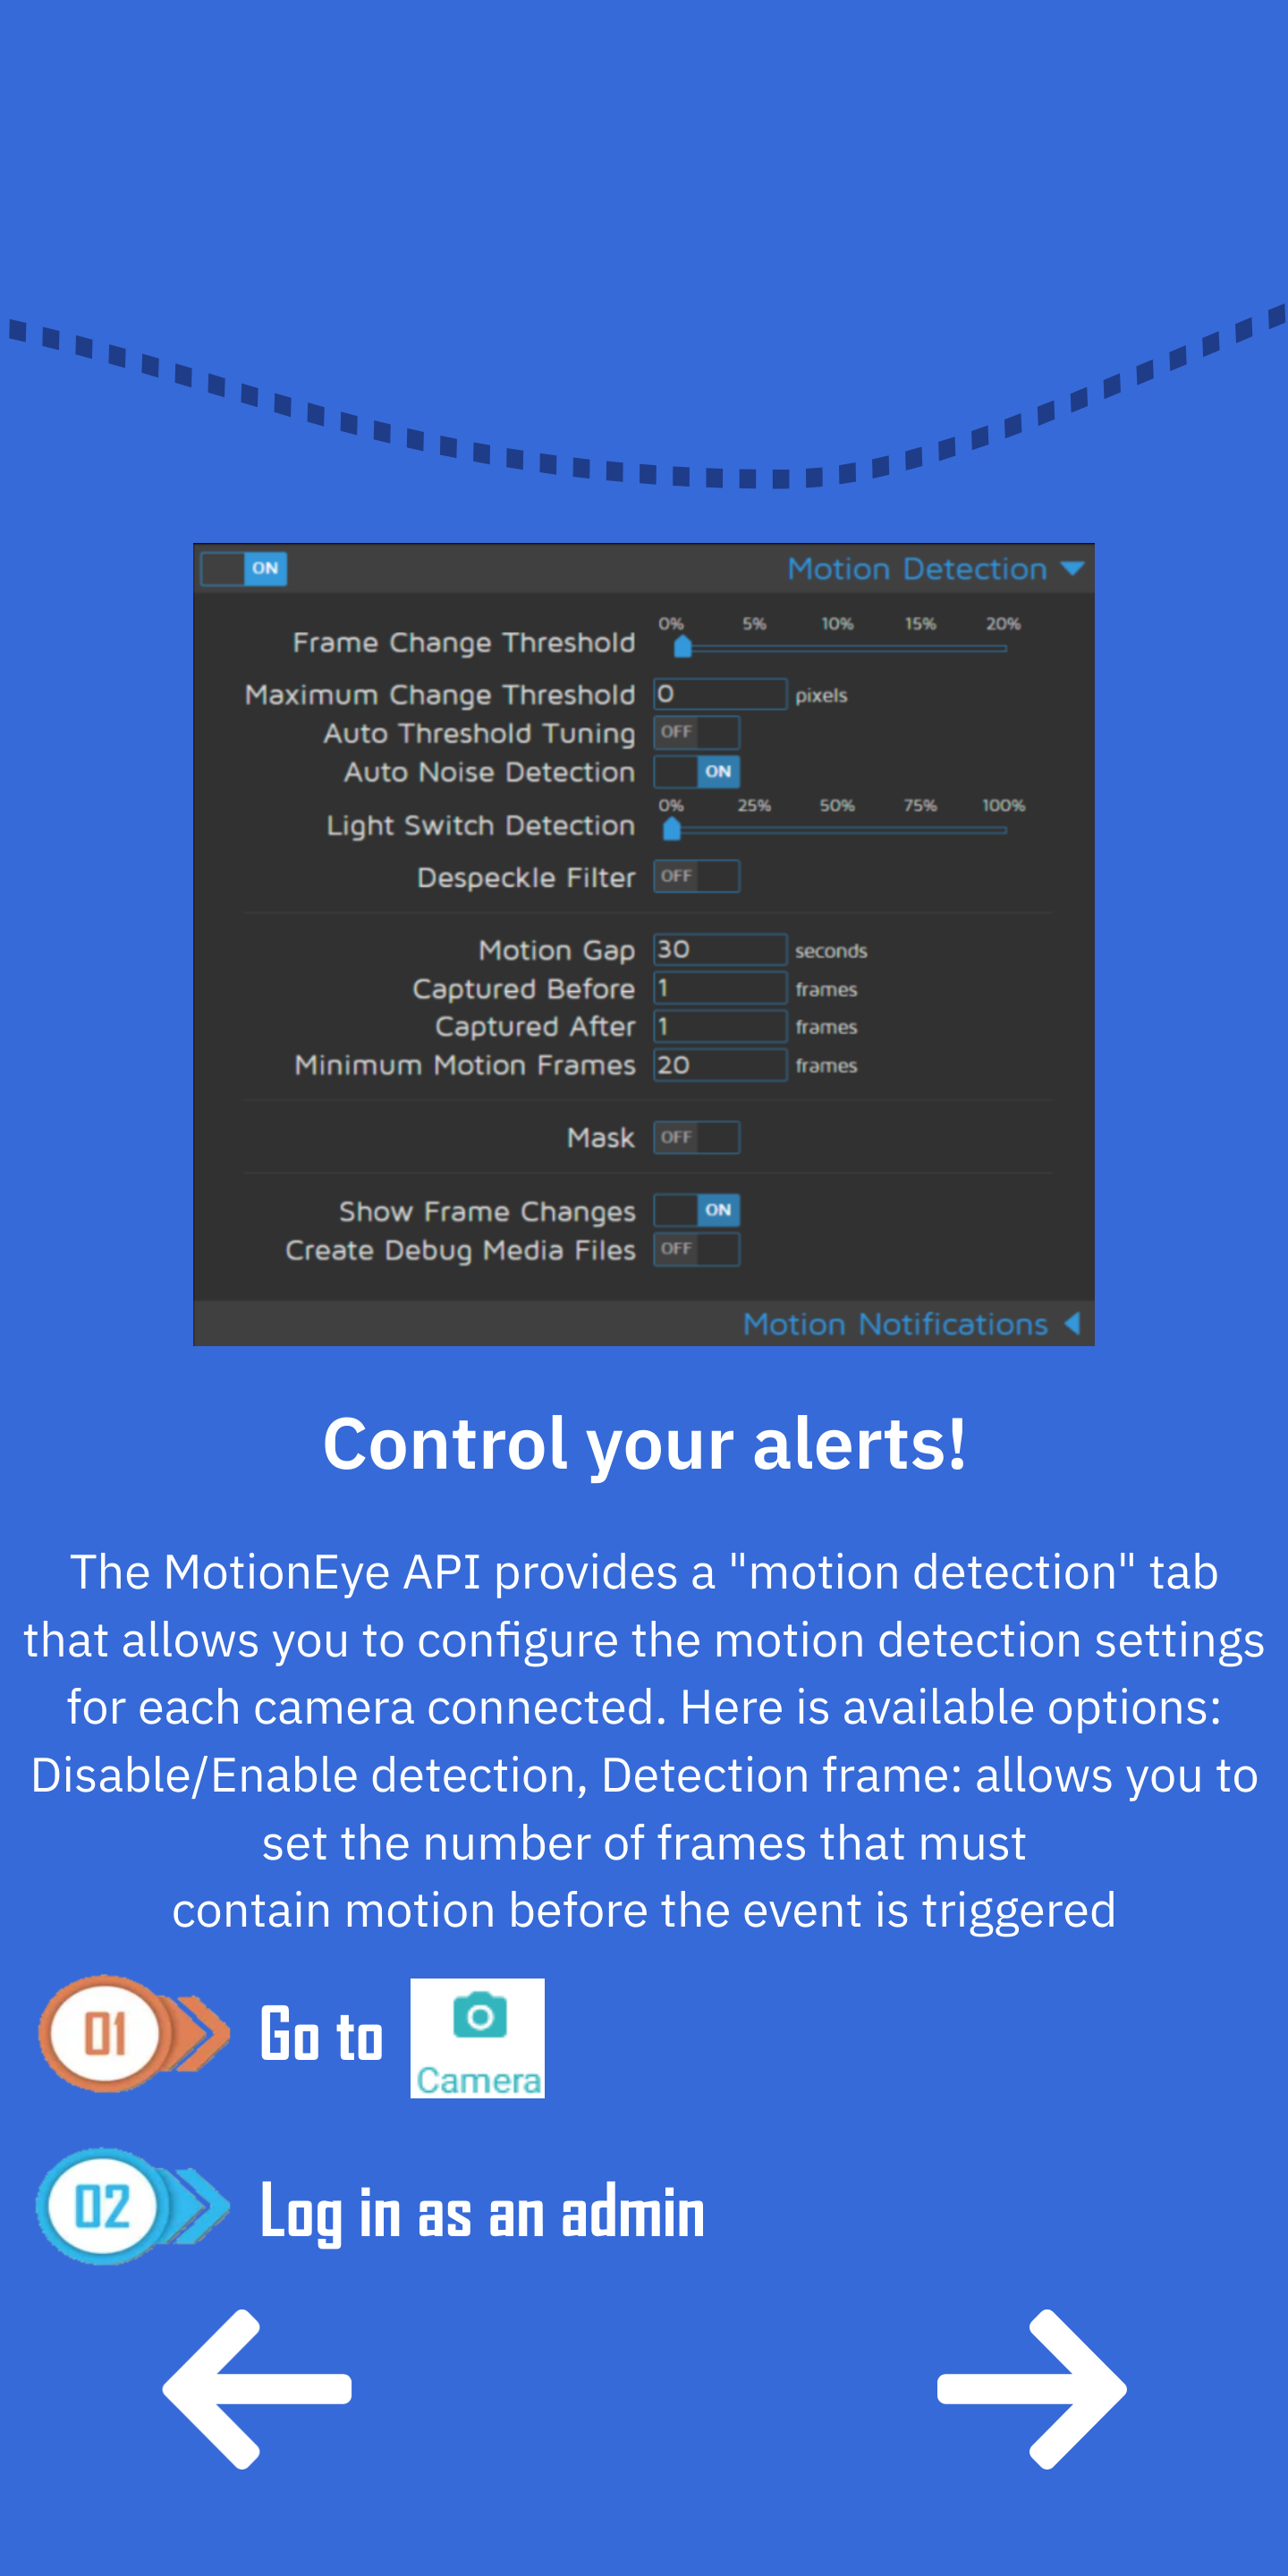 ON Motion Detection
0% 5% 10% 15% 20%
Frame Change Threshold
Maximum Change Threshold 0 pixels
Auto Threshold Tuning OFF
Auto Noise Detection ON
0% 25% 50% 75% 100%
Light Switch Detection
Despeckle Filter OFF
Motion Gap 30 seconds
Captured Before 1 frames
Captured After 1 frames
Minimum Motion Frames 20 frames
Mask OFF
Show Frame Changes ON
Create Debug Media Files OFF
Motion Notifications
Control your alerts!
The MotionEye API provides a "motion detection" tab
that allows you to configure the motion detection settings
for each camera connected. Here is available options:
Disable/Enable detection, Detection frame: allows you to
set the number of frames that must
contain motion before the event is triggered
01 Go to Camera
02 Log in as an admin